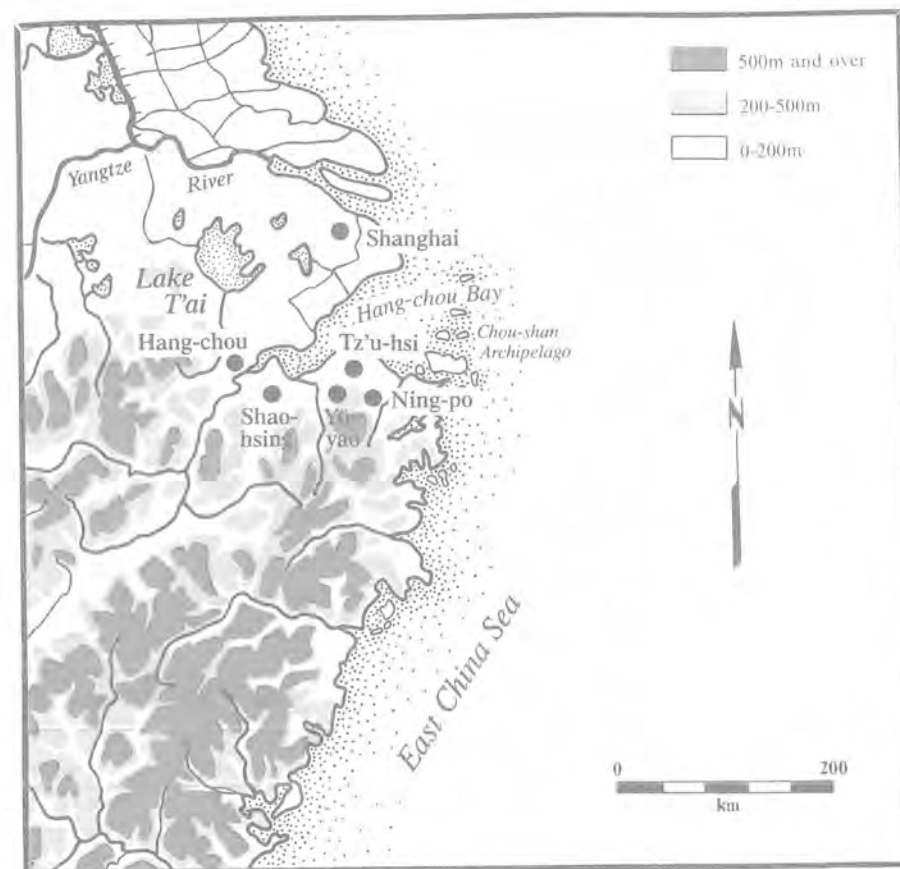 500m and over
200-500m
0-200m
Yangtze River
Shanghai
Lake
T'ai
Hang-chou Bay
Chou-shan
Archipelago
Hang-chou
Tz'u-hsi
Shao-
hsing
Yü-
yao
Ning-po
N
East China Sea
0 200
km